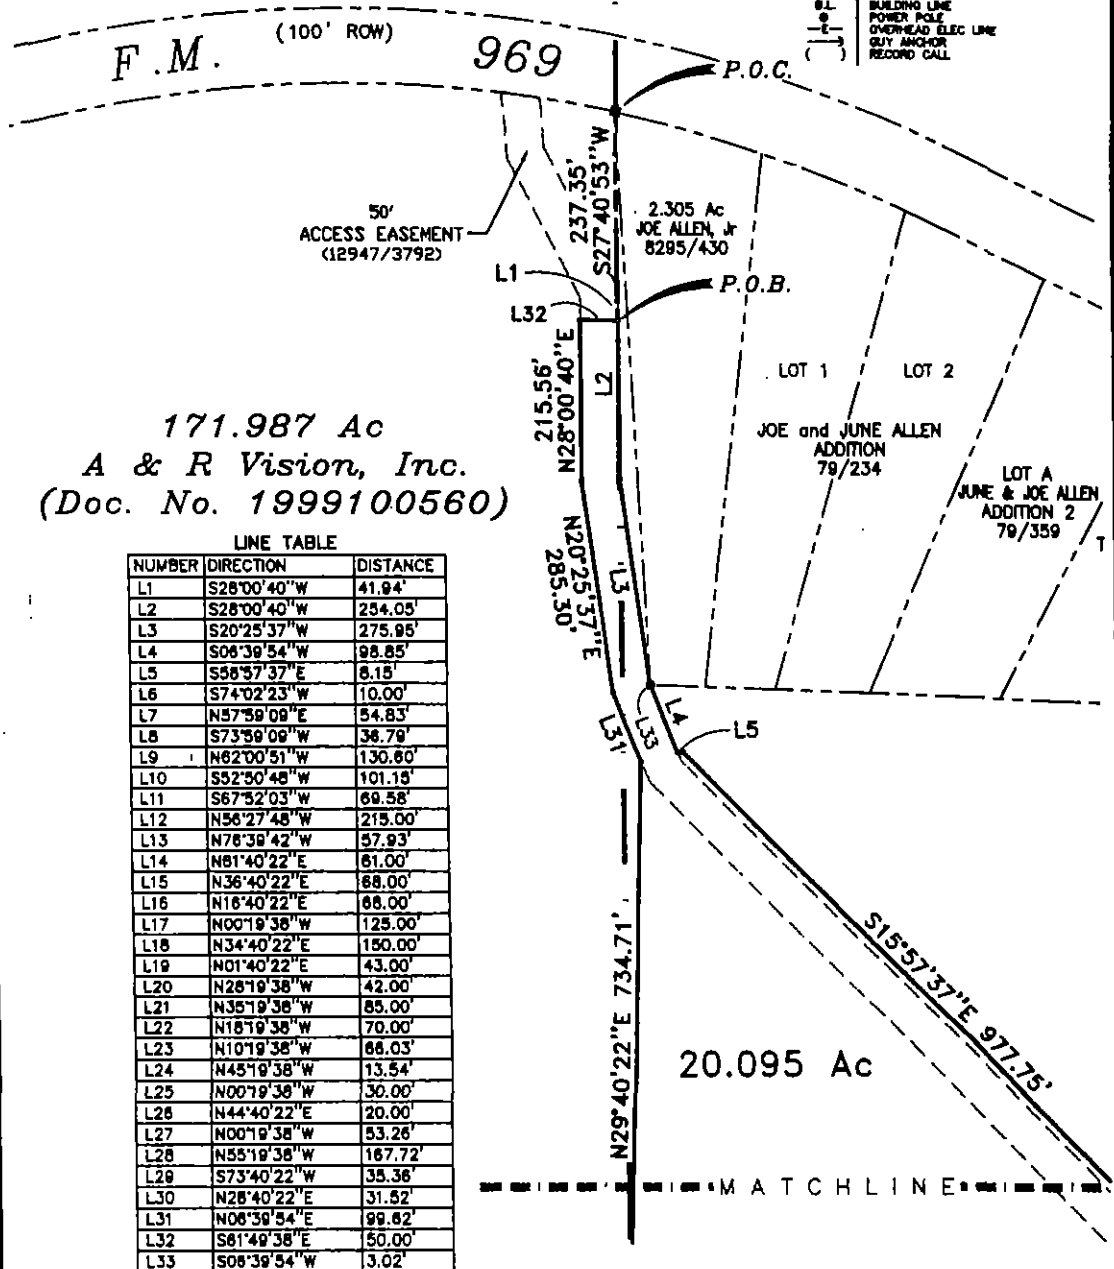 B.L. BUILDING LINE
POWER POLE
—E— OVERHEAD ELEC LINE
GUY ANCHOR
( ) RECORD CALL
(100' ROW)
F.M. 969
P.O.C.
237.35'
S27°40'53"W
50'
ACCESS EASEMENT
(12947/3792)
2.305 Ac
JOE ALLEN, Jr
8295/430
L1
P.O.B.
L32
L2
215.56'
N28°00'40"E
LOT 1
LOT 2
JOE and JUNE ALLEN
ADDITION
79/234
LOT A
JUNE & JOE ALLEN
ADDITION 2
79/359
T
171.987 Ac
A & R Vision, Inc.
(Doc. No. 1999100560)
N20°25'37"E
285.30'
L3
L4
L33
L31
L5
LINE TABLE
NUMBER DIRECTION DISTANCE
L1 S28°00'40"W 41.94'
L2 S28°00'40"W 254.05'
L3 S20°25'37"W 275.95'
L4 S06°39'54"W 98.85'
L5 S58°57'37"E 8.15'
L6 S74°02'23"W 10.00'
L7 N57°59'09"E 54.83'
L8 S73°59'09"W 36.79'
L9 N62°00'51"W 130.60'
L10 S52°50'48"W 101.15'
L11 S67°52'03"W 69.58'
L12 N56°27'48"W 215.00'
L13 N76°39'42"W 57.93'
L14 N61°40'22"E 61.00'
L15 N36°40'22"E 68.00'
L16 N16°40'22"E 68.00'
L17 N00°19'38"W 125.00'
L18 N34°40'22"E 150.00'
L19 N01°40'22"E 43.00'
L20 N28°19'38"W 42.00'
L21 N35°19'38"W 85.00'
L22 N18°19'38"W 70.00'
L23 N10°19'38"W 66.03'
L24 N45°19'38"W 13.54'
L25 N00°19'38"W 30.00'
L26 N44°40'22"E 20.00'
L27 N00°19'38"W 53.26'
L28 N55°19'38"W 167.72'
L29 S73°40'22"W 35.36'
L30 N28°40'22"E 31.52'
L31 N06°39'54"E 99.62'
L32 S61°49'38"E 50.00'
L33 S06°39'54"W 3.02'
N29°40'22"E 734.71'
S15°57'37"E 977.75'
20.095 Ac
MATCHLINE